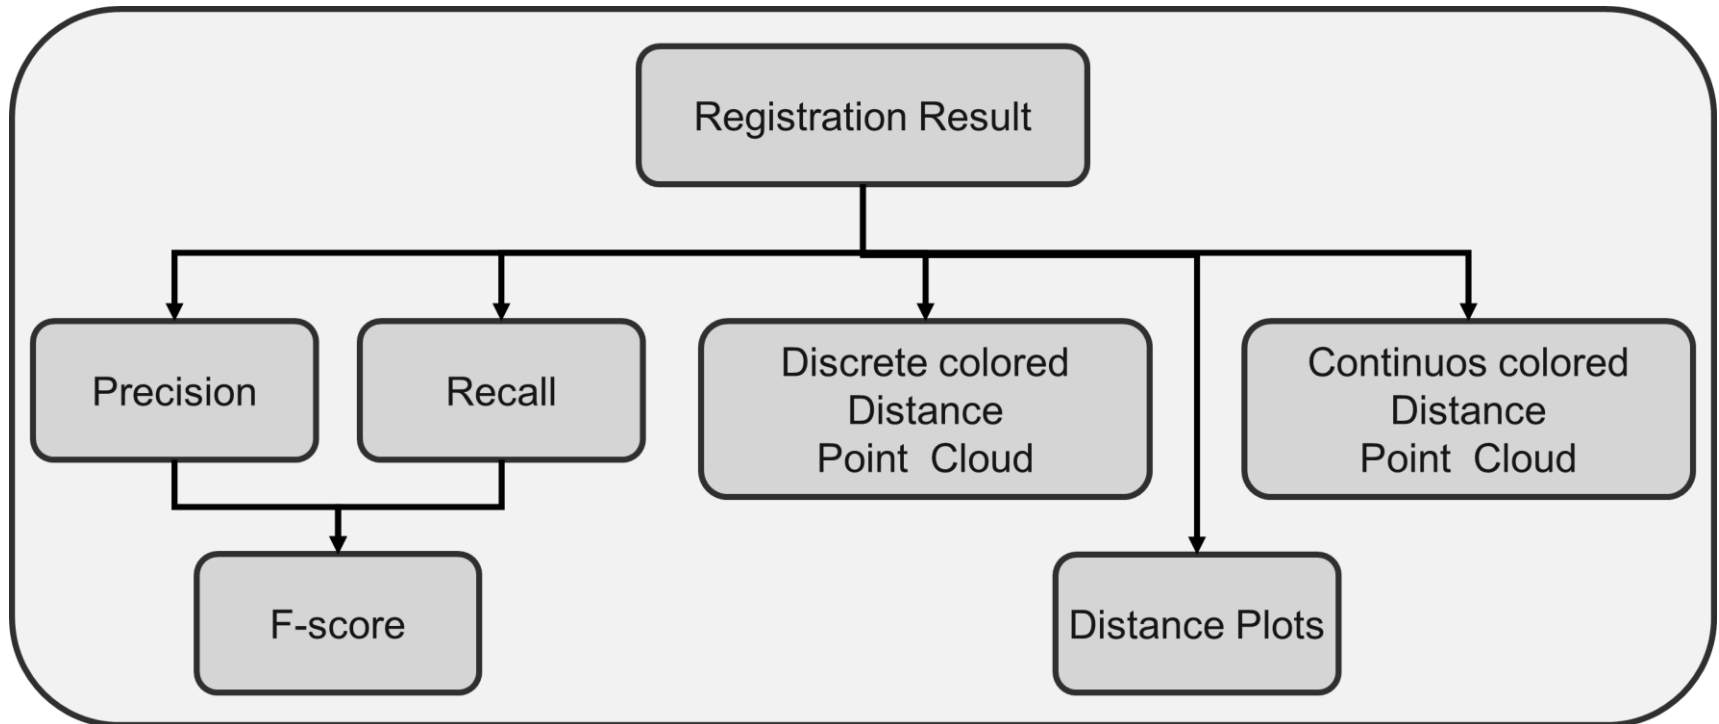 Registration Result
Precision
Recall
Discrete colored
Distance
Point  Cloud
Continuos colored
Distance
Point  Cloud
F-score
Distance Plots